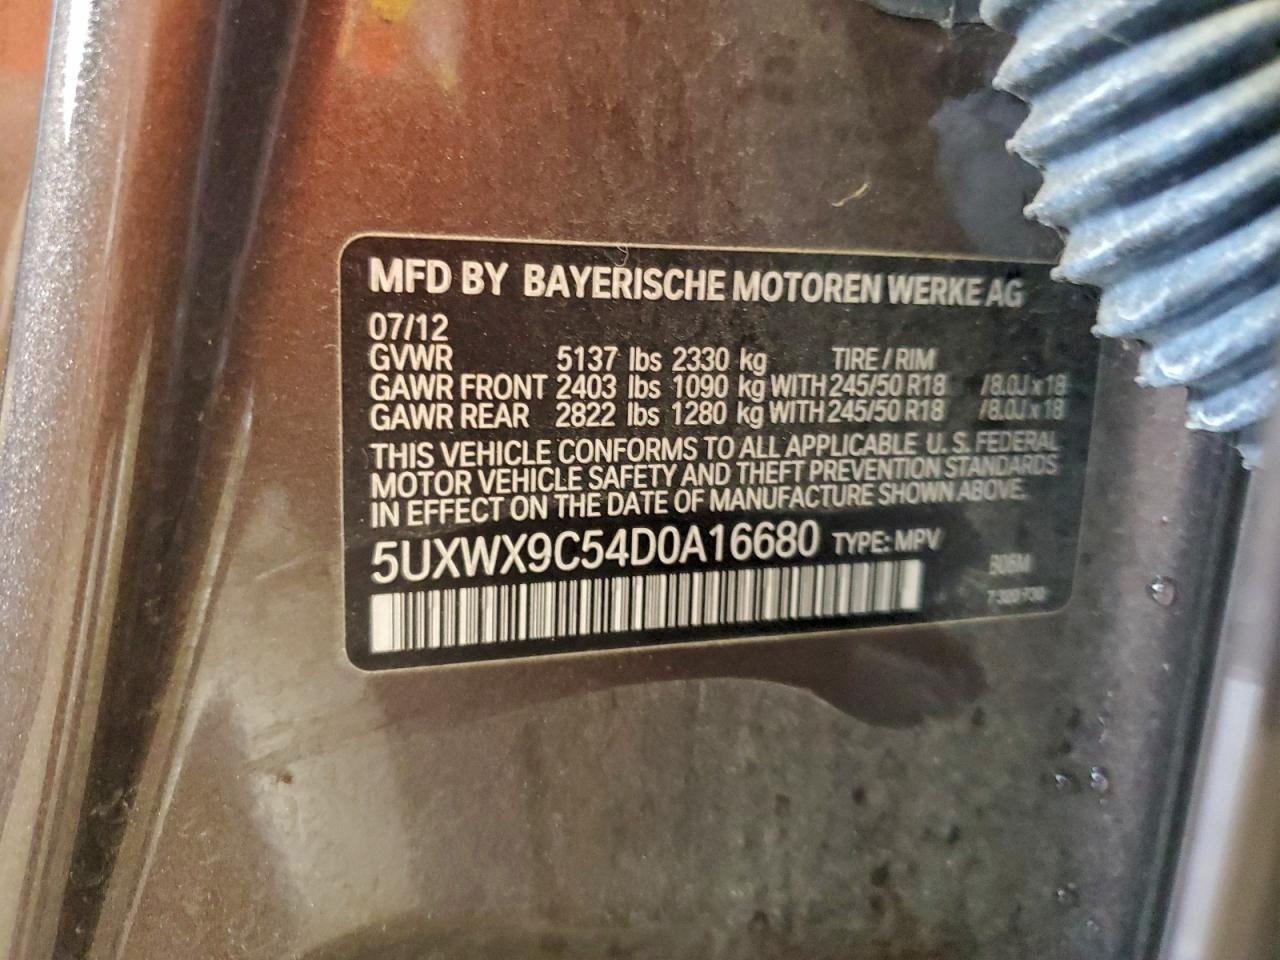 MFD BY BAYERISCHE MOTOREN WERKE AG
07/12
GVWR 5137 lbs 2330 kg TIRE / RIM
GAWR FRONT 2403 lbs 1090 kg WITH 245/50 R18 /8.0J x 18
GAWR REAR 2822 lbs 1280 kg WITH 245/50 R18 /8.0J x 18
THIS VEHICLE CONFORMS TO ALL APPLICABLE U.S. FEDERAL
MOTOR VEHICLE SAFETY AND THEFT PREVENTION STANDARDS
IN EFFECT ON THE DATE OF MANUFACTURE SHOWN ABOVE.
5UXWX9C54D0A16680 TYPE: MPV